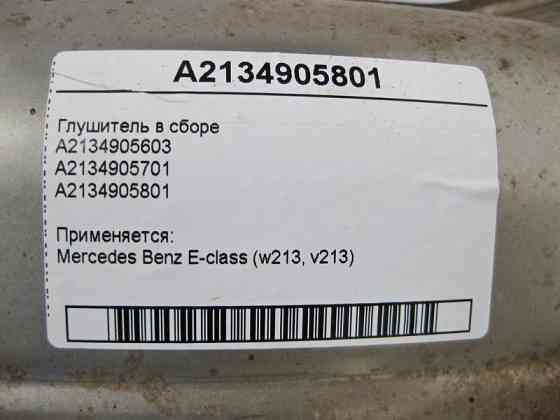 A2134905801
Глушитель в сборе
A2134905603
A2134905701
A2134905801
Применяется:
Mercedes Benz E-class (w213, v213)